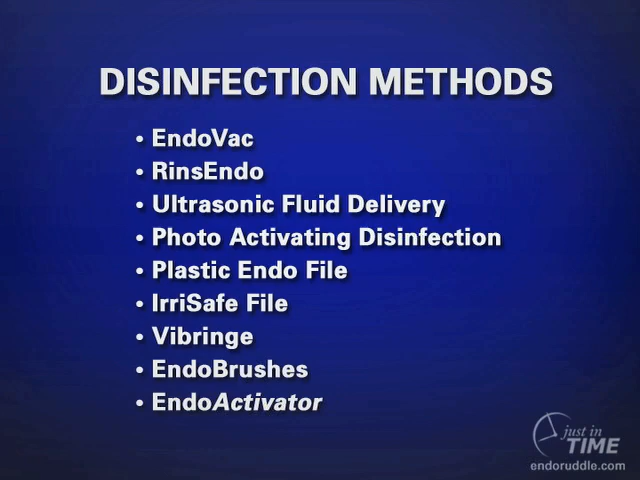 DISINFECTION METHODS
• EndoVac
• RinsEndo
• Ultrasonic Fluid Delivery
• Photo Activating Disinfection
• Plastic Endo File
• IrriSafe File
• Vibringe
• EndoBrushes
• EndoActivator
just in
TIME
endoruddle.com